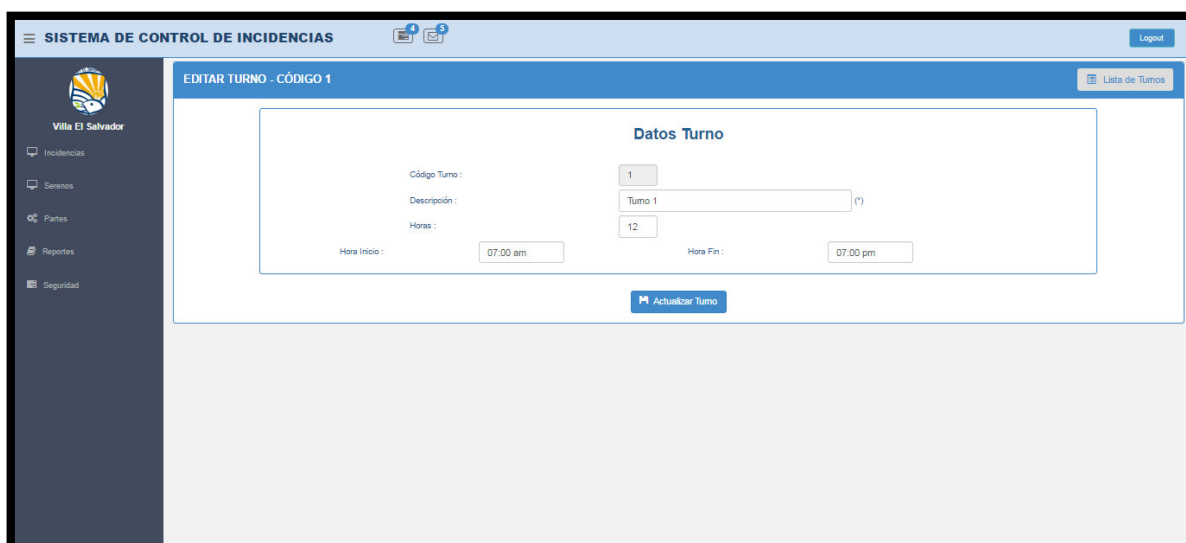 SISTEMA DE CONTROL DE INCIDENCIAS
4
5
Logout
Villa El Salvador
Incidencias
Serenos
Partes
Reportes
Seguridad
EDITAR TURNO - CÓDIGO 1
Lista de Turnos
Datos Turno
Código Turno :
1
Descripción :
Turno 1
(*)
Horas :
12
Hora Inicio :
07:00 am
Hora Fin :
07:00 pm
Actualizar Turno